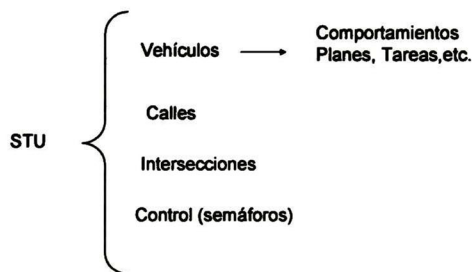 STU
Vehículos
Comportamientos
Planes, Tareas,etc.
Calles
Intersecciones
Control (semáforos)